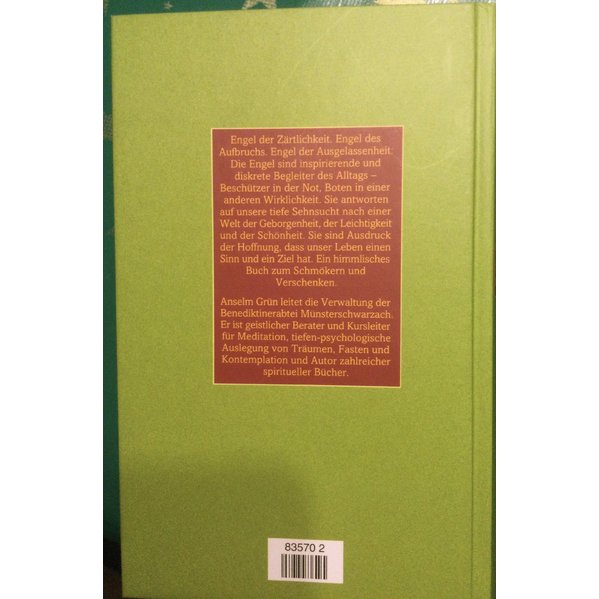 Engel der Zärtlichkeit. Engel des
Aufbruchs. Engel der Ausgelassenheit.
Die Engel sind inspirierende und
diskrete Begleiter des Alltags –
Beschützer in der Not, Boten in einer
anderen Wirklichkeit. Sie antworten
auf unsere tiefe Sehnsucht nach einer
Welt der Geborgenheit, der Leichtigkeit
und der Schönheit. Sie sind Ausdruck
der Hoffnung, dass unser Leben einen
Sinn und ein Ziel hat. Ein himmlisches
Buch zum Schmökern und
Verschenken.
Anselm Grün leitet die Verwaltung der
Benediktinerabtei Münsterschwarzach.
Er ist geistlicher Berater und Kursleiter
für Meditation, tiefen-psychologische
Auslegung von Träumen, Fasten und
Kontemplation und Autor zahlreicher
spiritueller Bücher.
83570 2